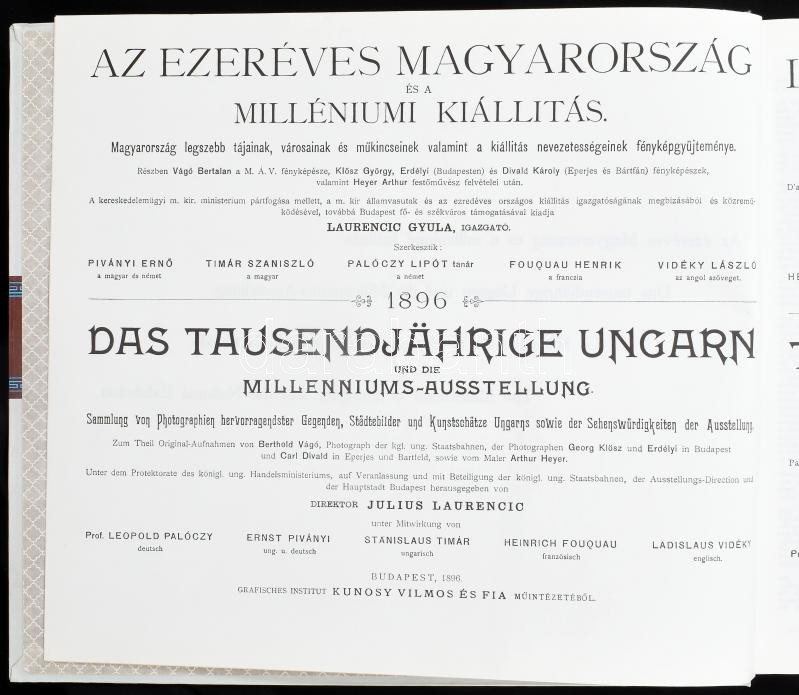 AZ EZERÉVES MAGYARORSZÁG
ÉS A
MILLÉNIUMI KIÁLLITÁS.
Magyarország legszebb tájainak, városainak és műkincseinek valamint a kiállitás nevezetességeinek fényképgyüjteménye.
Részben Vágó Bertalan a M. Á. V. fényképésze, Klősz György, Erdélyi (Budapesten) és Divald Károly (Eperjes és Bártfán) fényképészek,
valamint Heyer Arthur festőművész felvételei után.
A kereskedelemügyi m. kir. ministerium pártfogása mellett, a m. kir államvasutak és az ezredéves országos kiállitás igazgatóságának megbizásából és közremű-
ködésével, továbbá Budapest fő- és székváros támogatásával kiadja
LAURENCIC GYULA, IGAZGATÓ.
Szerkesztik:
PIVÁNYI ERNŐ TIMÁR SZANISZLÓ PALÓCZY LIPÓT tanár FOUQUAU HENRIK VIDÉKY LÁSZLÓ
a magyar és német a magyar a német a franczia az angol szöveget.
1896
DAS TAUSENDJÄHRIGE UNGARN
UND DIE
MILLENNIUMS-AUSSTELLUNG.
Sammlung von Photographien hervorragendster Gegenden, Städtebilder und Kunstschätze Ungarns sowie der Sehenswürdigkeiten der Ausstellung.
Zum Theil Original-Aufnahmen von Berthold Vágó, Photograph der kgl. ung. Staatsbahnen, der Photographen Georg Klősz und Erdélyi in Budapest
und Carl Divald in Eperjes und Bartfeld, sowie vom Maler Arthur Heyer.
Unter dem Protektorate des königl. ung. Handelsministeriums, auf Veranlassung und mit Beteiligung der königl. ung. Staatsbahnen, der Ausstellungs-Direction und
der Hauptstadt Budapest herausgegeben von
DIREKTOR JULIUS LAURENCIC
unter Mitwirkung von
Prof. LEOPOLD PALÓCZY ERNST PIVÁNYI STANISLAUS TIMÁR HEINRICH FOUQUAU LADISLAUS VIDÉKY
deutsch ung. u. deutsch ungarisch französisch englisch.
BUDAPEST, 1896.
GRAFISCHES INSTITUT KUNOSY VILMOS ÉS FIA MŰINTÉZETÉBŐL.